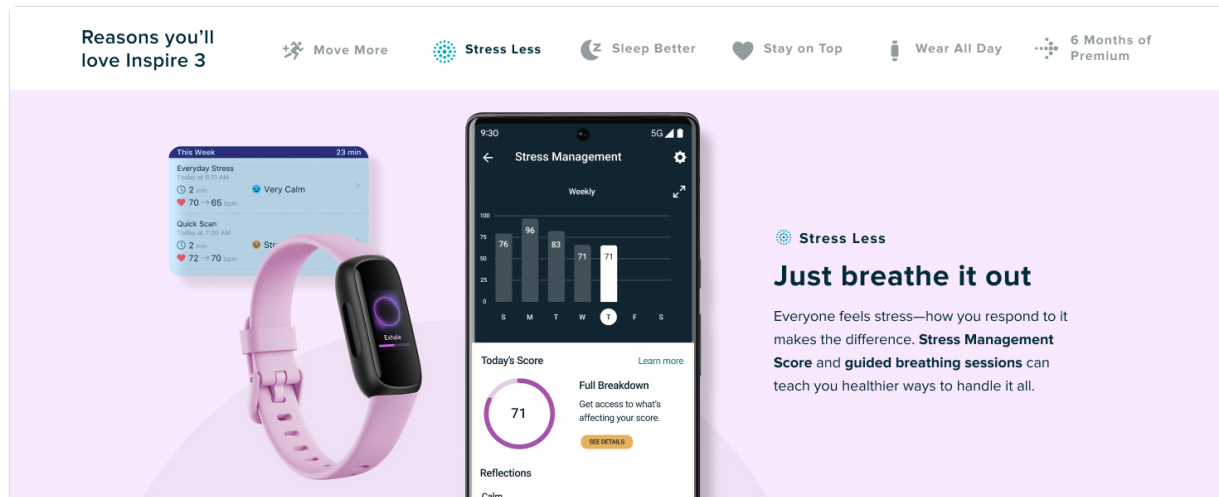 Reasons you'll
love Inspire 3
Move More
Stress Less
Sleep Better
Stay on Top
Wear All Day
6 Months of
Premium
This Week 23 min
Everyday Stress
Today at 8:11 AM
2 min
Very Calm
70 → 65 bpm
Quick Scan
Today at 7:00 AM
2 min
Str
72 → 70 bpm
Exhale
9:30 5G
Stress Management
Weekly
100
75
50
25
0
76
96
83
71
71
S M T W T F S
Today's Score Learn more
71
Full Breakdown
Get access to what's
affecting your score.
SEE DETAILS
Reflections
Calm
Stress Less
Just breathe it out
Everyone feels stress—how you respond to it
makes the difference. Stress Management
Score and guided breathing sessions can
teach you healthier ways to handle it all.